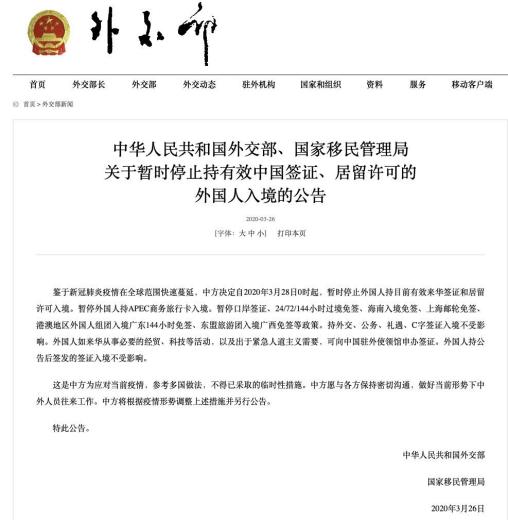 外交部
首页 外交部长 外交部 外交动态 驻外机构 国家和组织 资料 服务 移动客户端
首页 > 外交部新闻
中华人民共和国外交部、国家移民管理局
关于暂时停止持有效中国签证、居留许可的
外国人入境的公告
2020-03-26
[字体：大 中 小] 打印本页
鉴于新冠肺炎疫情在全球范围快速蔓延，中方决定自2020年3月28日0时起，暂时停止外国人持目前有效来华签证和居留
许可入境。暂停外国人持APEC商务旅行卡入境。暂停口岸签证、24/72/144小时过境免签、海南入境免签、上海邮轮免签、
港澳地区外国人组团入境广东144小时免签、东盟旅游团入境广西免签等政策。持外交、公务、礼遇、C字签证入境不受影
响。外国人如来华从事必要的经贸、科技等活动，以及出于紧急人道主义需要，可向中国驻外使领馆申办签证。外国人持公
告后签发的签证入境不受影响。
这是中方为应对当前疫情，参考多国做法，不得已采取的临时性措施。中方愿与各方保持密切沟通，做好当前形势下中
外人员往来工作。中方将根据疫情形势调整上述措施并另行公告。
特此公告。
中华人民共和国外交部
国家移民管理局
2020年3月26日